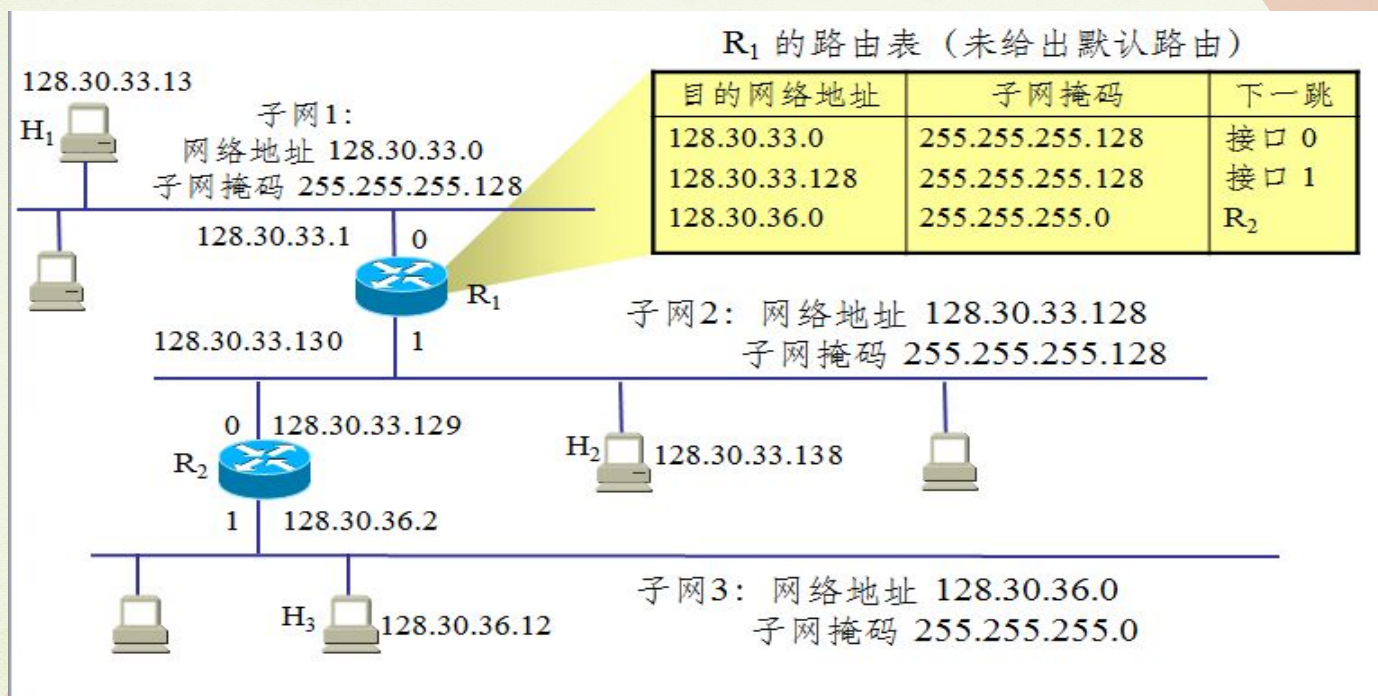 R₁ 的路由表（未给出默认路由）
目的网络地址 子网掩码 下一跳
128.30.33.0 255.255.255.128 接口 0
128.30.33.128 255.255.255.128 接口 1
128.30.36.0 255.255.255.0 R₂
128.30.33.13
H₁
子网1：
网络地址 128.30.33.0
子网掩码 255.255.255.128
128.30.33.1 0
R₁
128.30.33.130 1
子网2：网络地址 128.30.33.128
子网掩码 255.255.255.128
0 128.30.33.129
R₂
H₂ 128.30.33.138
1 128.30.36.2
H₃ 128.30.36.12
子网3：网络地址 128.30.36.0
子网掩码 255.255.255.0